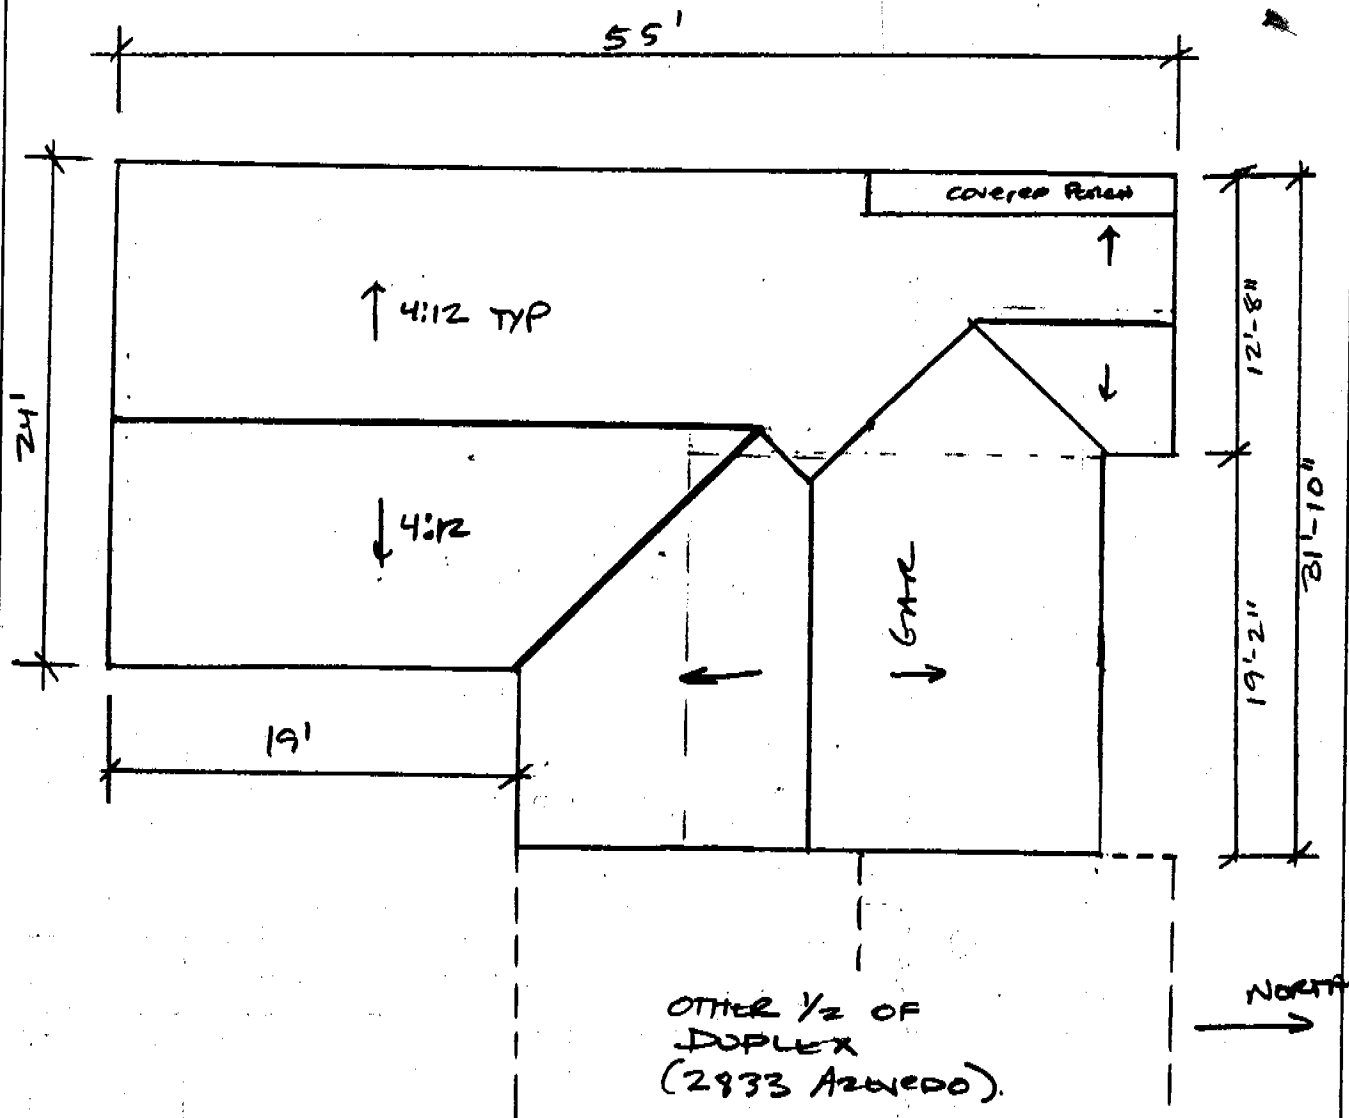 55'
COVERED PORCH
↑ 4:12 TYP
12'-8"
24'
↓ 4:12
31'-10"
GAR
19'-2"
19'
NORTH
OTHER 1/2 OF
DUPLEX
(2833 AZEVEDO).